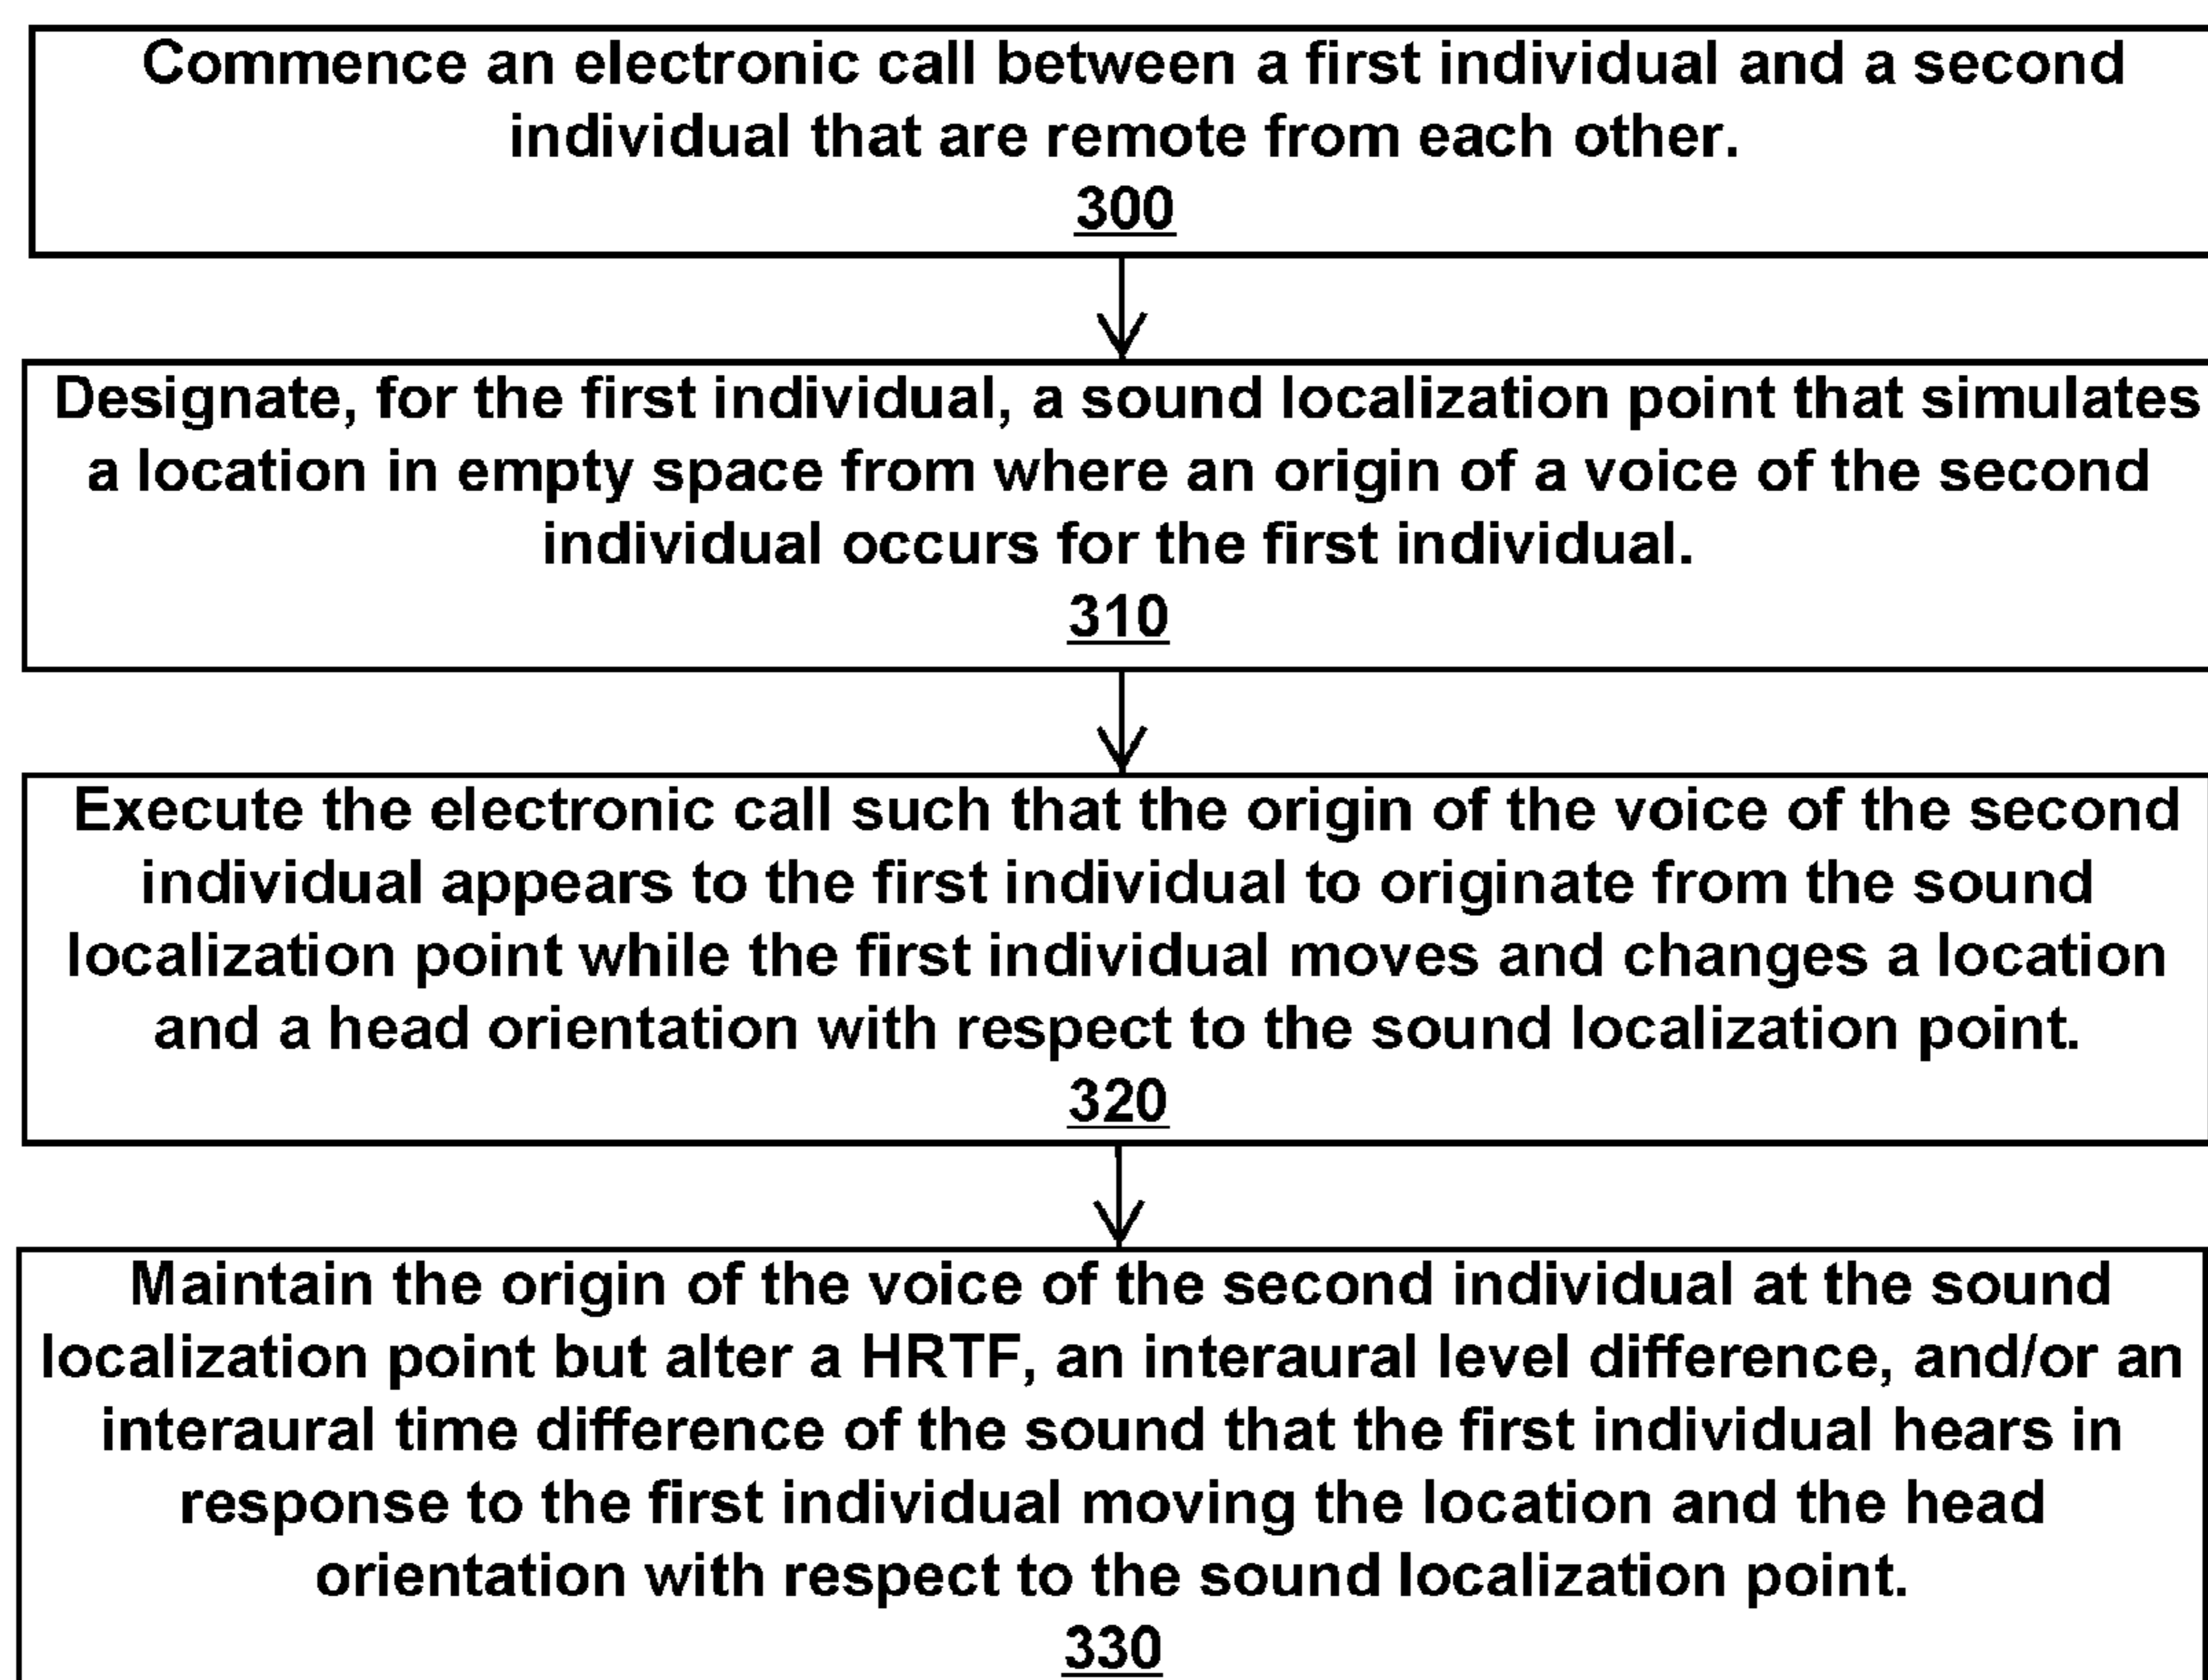 Commence an electronic call between a first individual and a second
individual that are remote from each other.
300
Designate, for the first individual, a sound localization point that simulates
a location in empty space from where an origin of a voice of the second
individual occurs for the first individual.
310
Execute the electronic call such that the origin of the voice of the second
individual appears to the first individual to originate from the sound
localization point while the first individual moves and changes a location
and a head orientation with respect to the sound localization point.
320
Maintain the origin of the voice of the second individual at the sound
localization point but alter a HRTF, an interaural level difference, and/or an
interaural time difference of the sound that the first individual hears in
response to the first individual moving the location and the head
orientation with respect to the sound localization point.
330